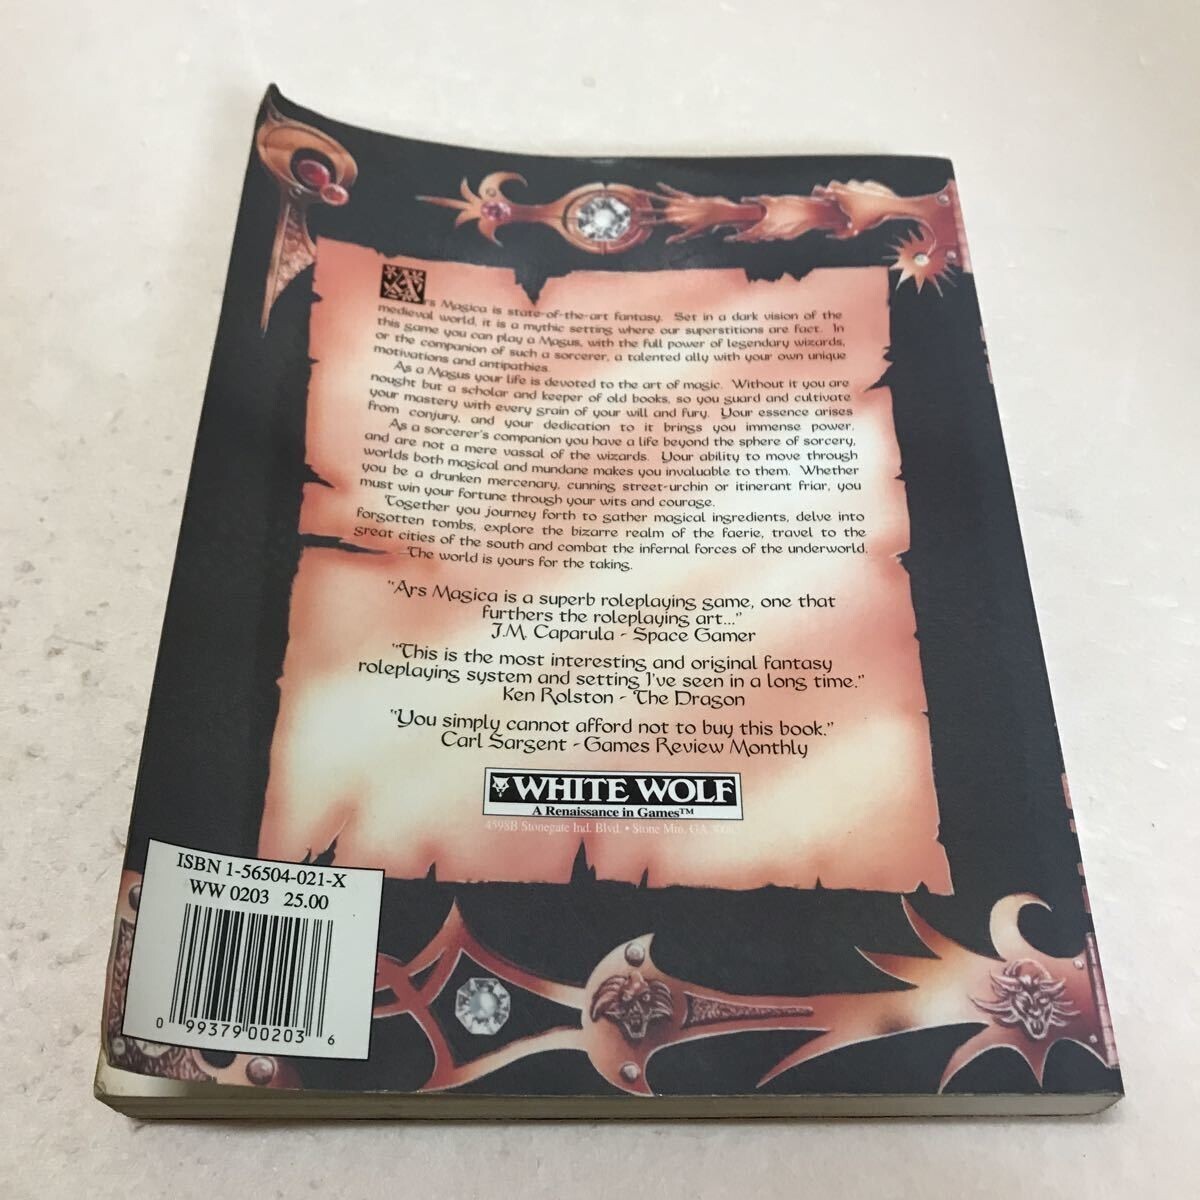 Ars Magica is state-of-the-art fantasy. Set in a dark vision of the
medieval world, it is a mythic setting where our superstitions are fact. In
this game you can play a Magus, with the full power of legendary wizards,
or the companion of such a sorcerer, a talented ally with your own unique
motivations and antipathies.
As a Magus your life is devoted to the art of magic. Without it you are
nought but a scholar and keeper of old books, so you guard and cultivate
your mastery with every grain of your will and fury. Your essence arises
from conjury, and your dedication to it brings you immense power.
As a sorcerer's companion you have a life beyond the sphere of sorcery,
and are not a mere vassal of the wizards. Your ability to move through
worlds both magical and mundane makes you invaluable to them. Whether
you be a drunken mercenary, cunning street-urchin or itinerant friar, you
must win your fortune through your wits and courage.
Together you journey forth to gather magical ingredients, delve into
forgotten tombs, explore the bizarre realm of the faerie, travel to the
great cities of the south and combat the infernal forces of the underworld.
The world is yours for the taking.
"Ars Magica is a superb roleplaying game, one that
furthers the roleplaying art..."
J.M. Caparula - Space Gamer
"This is the most interesting and original fantasy
roleplaying system and setting I've seen in a long time."
Ken Rolston - The Dragon
"You simply cannot afford not to buy this book."
Carl Sargent - Games Review Monthly
WHITE WOLF
A Renaissance in Games™
4598B Stonegate Ind. Blvd. • Stone Mtn. GA
ISBN 1-56504-021-X
WW 0203 25.00
0 99379 00203 6